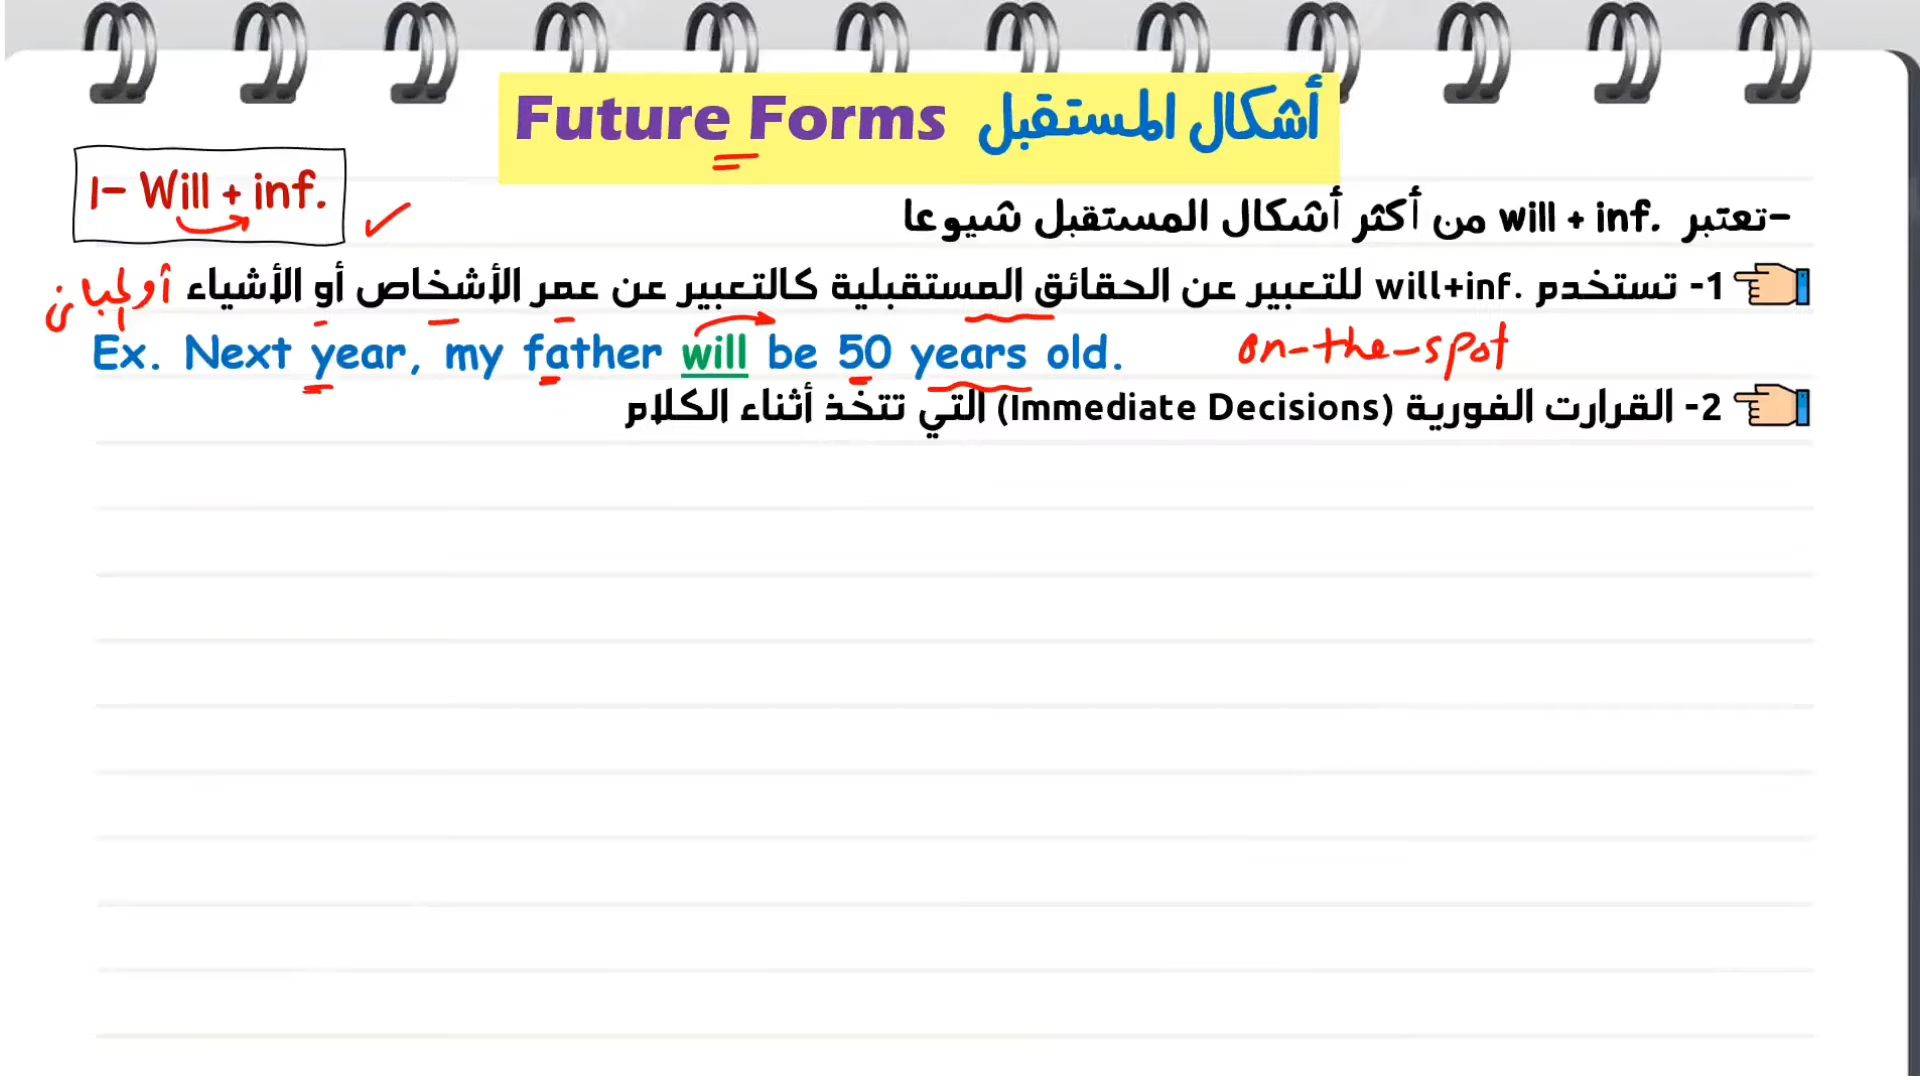 Future Forms أشكال المستقبل
1- Will + inf.
-تعتبر will + inf. من أكثر أشكال المستقبل شيوعا
1- تستخدم will+inf. للتعبير عن الحقائق المستقبلية كالتعبير عن عمر الأشخاص أو الأشياء أو المباني
Ex. Next year, my father will be 50 years old.
on-the-spot
2- القرارت الفورية (Immediate Decisions) التي تتخذ أثناء الكلام